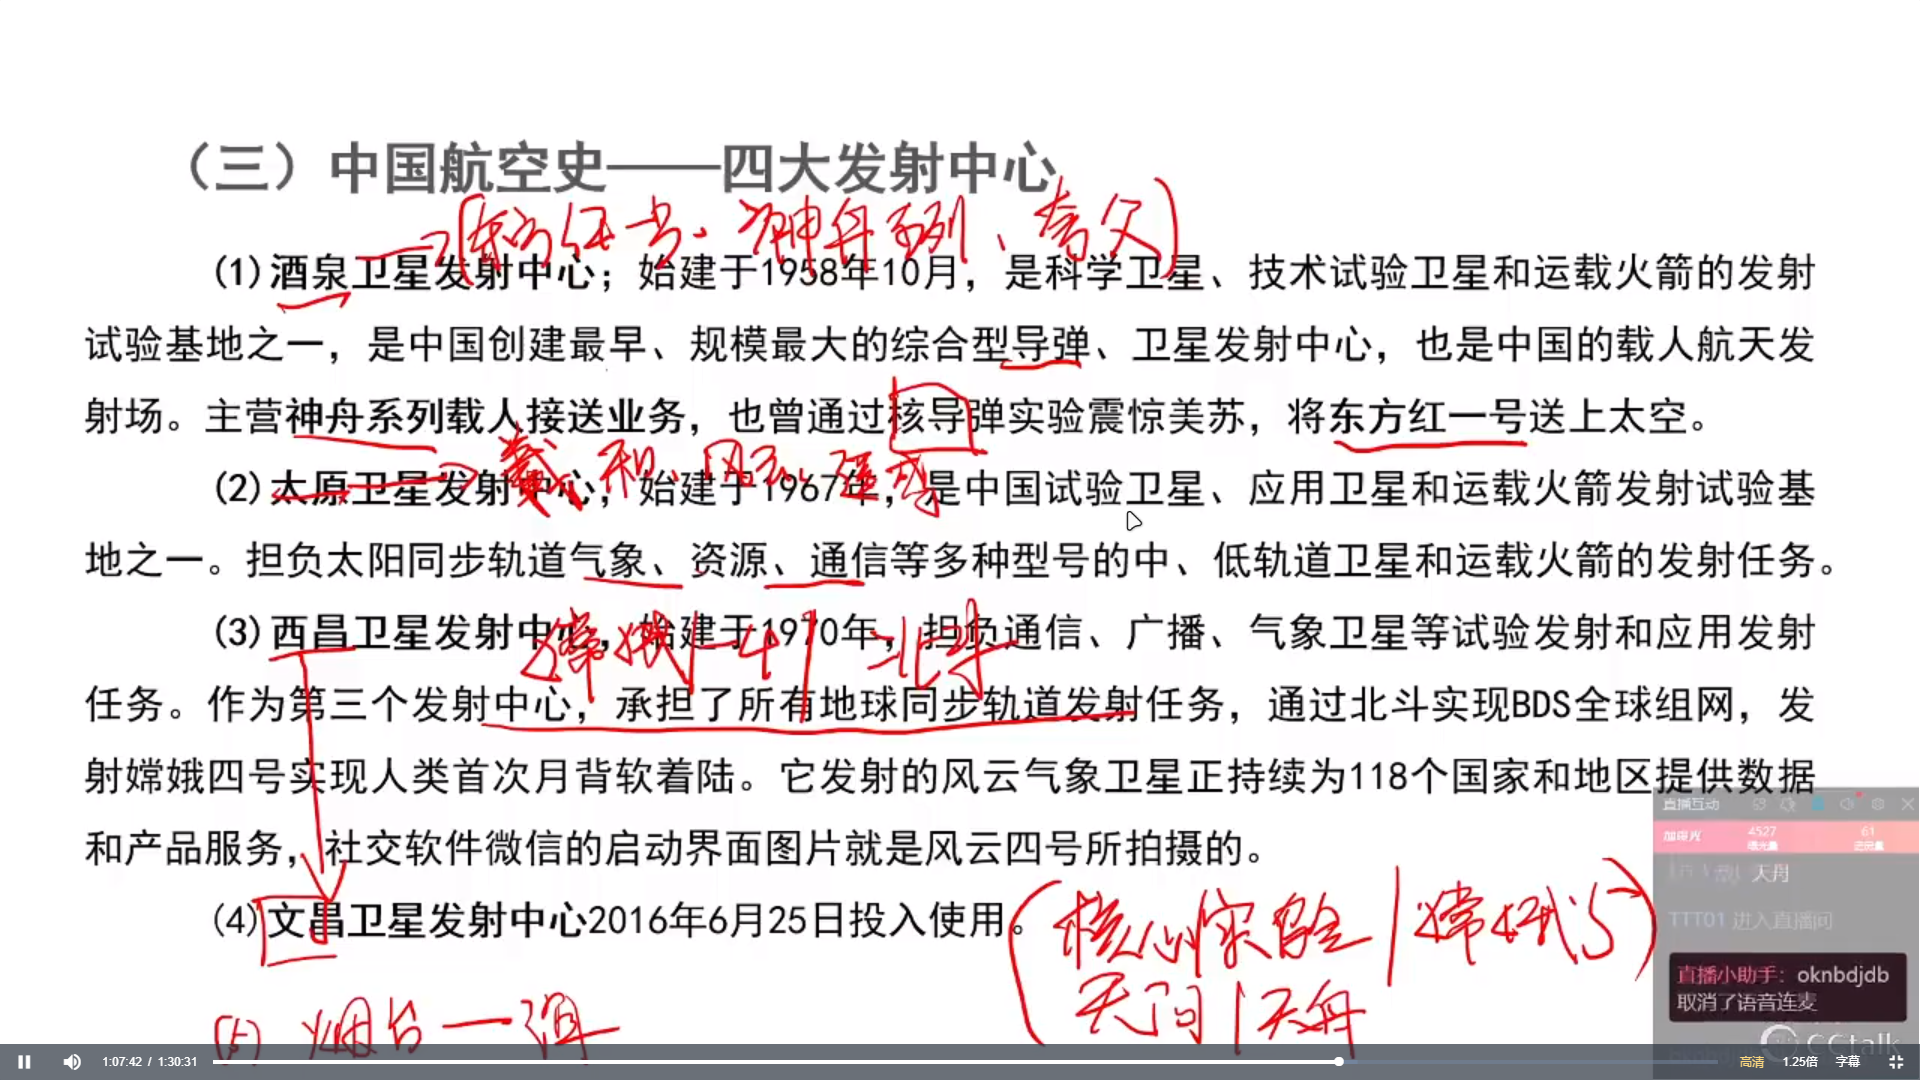 （三）中国航空史——四大发射中心
神舟系列、夸父）
(1)酒泉卫星发射中心；始建于1958年10月，是科学卫星、技术试验卫星和运载火箭的发射
试验基地之一，是中国创建最早、规模最大的综合型导弹、卫星发射中心，也是中国的载人航天发
射场。主营神舟系列载人接送业务，也曾通过核导弹实验震惊美苏，将东方红一号送上太空。
风云、遥感
(2)太原卫星发射中心，始建于1967年，是中国试验卫星、应用卫星和运载火箭发射试验基
地之一。担负太阳同步轨道气象、资源、通信等多种型号的中、低轨道卫星和运载火箭的发射任务。
嫦娥1-4 北斗
(3)西昌卫星发射中心，始建于1970年，担负通信、广播、气象卫星等试验发射和应用发射
任务。作为第三个发射中心，承担了所有地球同步轨道发射任务，通过北斗实现BDS全球组网，发
射嫦娥四号实现人类首次月背软着陆。它发射的风云气象卫星正持续为118个国家和地区提供数据
和产品服务，社交软件微信的启动界面图片就是风云四号所拍摄的。
(4)文昌卫星发射中心2016年6月25日投入使用。
（核心 实验 | 嫦娥5）
天问 | 天舟
(5) 烟台一海
直播互动
4527
曝光量
61
天舟
TTT01 进入直播间
直播小助手：oknbdjdb
取消了语音连麦
CCtalk
1:07:42 / 1:30:31
高清
1.25倍
字幕